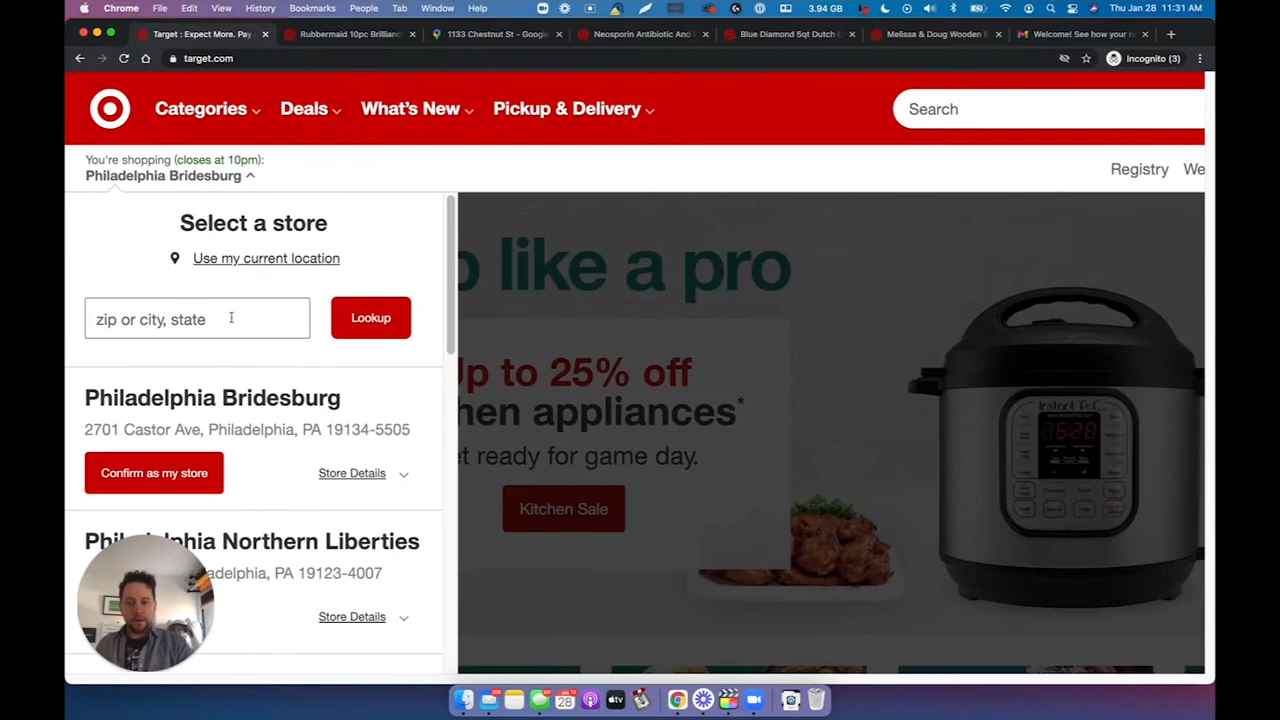 Chrome File Edit View History Bookmarks People Tab Window Help 3.94 GB Thu Jan 28 11:31 AM
Target : Expect More. Pay Rubbermaid 10pc Brillianc 1133 Chestnut St - Google Neosporin Antibiotic And Blue Diamond 5qt Dutch O Melissa & Doug Wooden B Welcome! See how your n
target.com Incognito (3)
Categories Deals What's New Pickup & Delivery Search
You're shopping (closes at 10pm):
Philadelphia Bridesburg
Registry We
Select a store
Use my current location
zip or city, state
Lookup
Philadelphia Bridesburg
2701 Castor Ave, Philadelphia, PA 19134-5505
Confirm as my store
Store Details
Philadelphia Northern Liberties
adelphia, PA 19123-4007
Store Details
p like a pro
Up to 25% off
hen appliances*
et ready for game day.
Kitchen Sale
Instant Pot
28